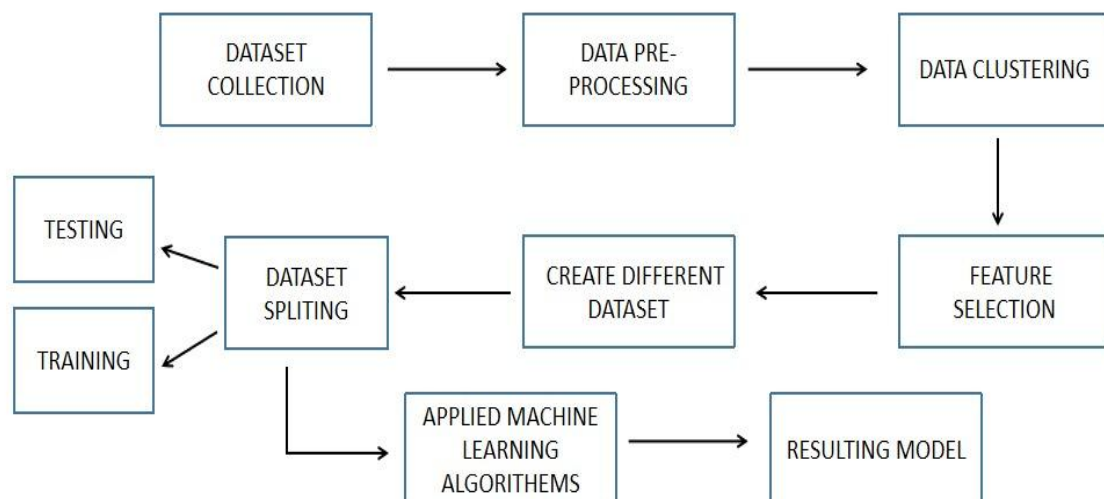 DATASET
COLLECTION
DATA PRE-
PROCESSING
DATA CLUSTERING
FEATURE
SELECTION
CREATE DIFFERENT
DATASET
DATASET
SPLITING
TESTING
TRAINING
APPLIED MACHINE
LEARNING
ALGORITHEMS
RESULTING MODEL